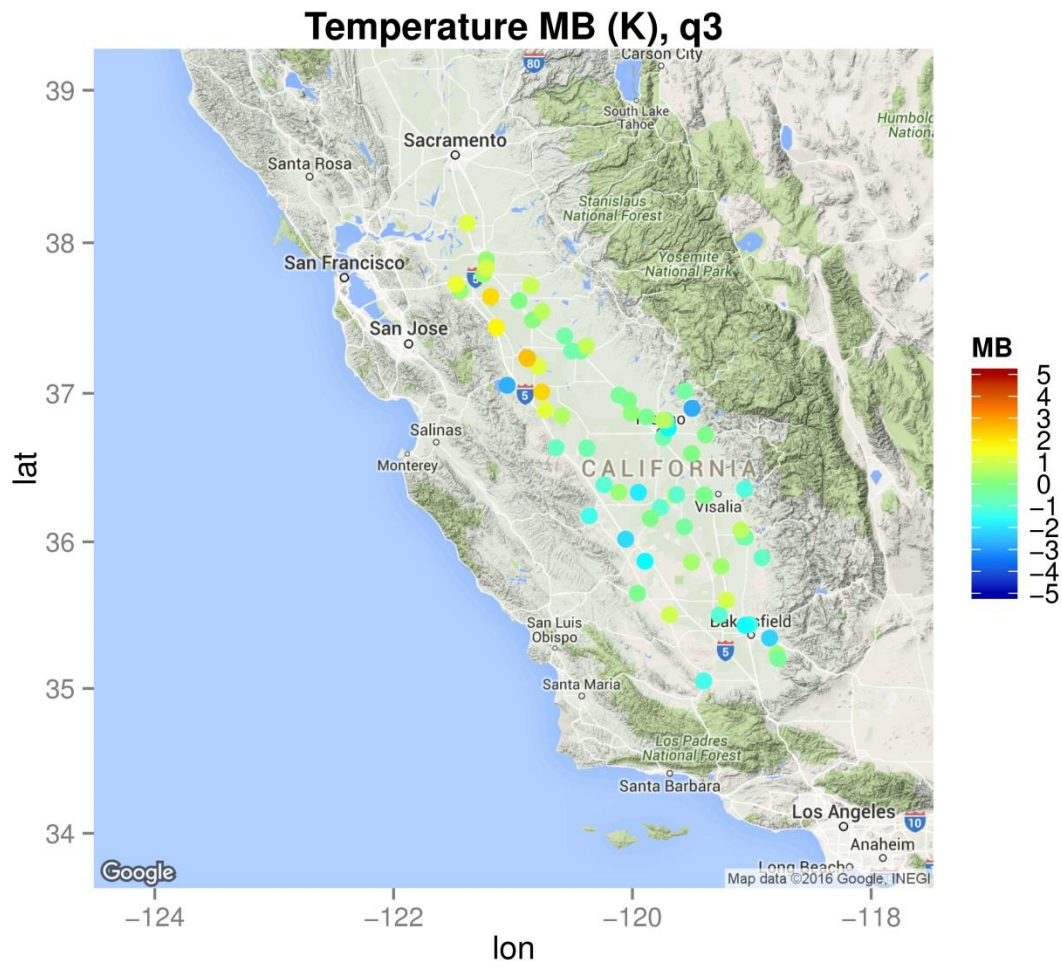 Temperature MB (K), q3
39
38
37
36
35
34
lat
−124
−122
−120
−118
lon
MB
5
4
3
2
1
0
−1
−2
−3
−4
−5
80
Carson City
South Lake
Tahoe
Sacramento
Santa Rosa
Stanislaus
National Forest
San Francisco
5
Yosemite
National Park
San Jose
5
Salinas
Monterey
CALIFORNIA
Visalia
San Luis
Obispo
5
Santa Maria
Los Padres
National Forest
Santa Barbara
Los Angeles
10
Anaheim
Long Beach
Google
Map data ©2016 Google, INEGI